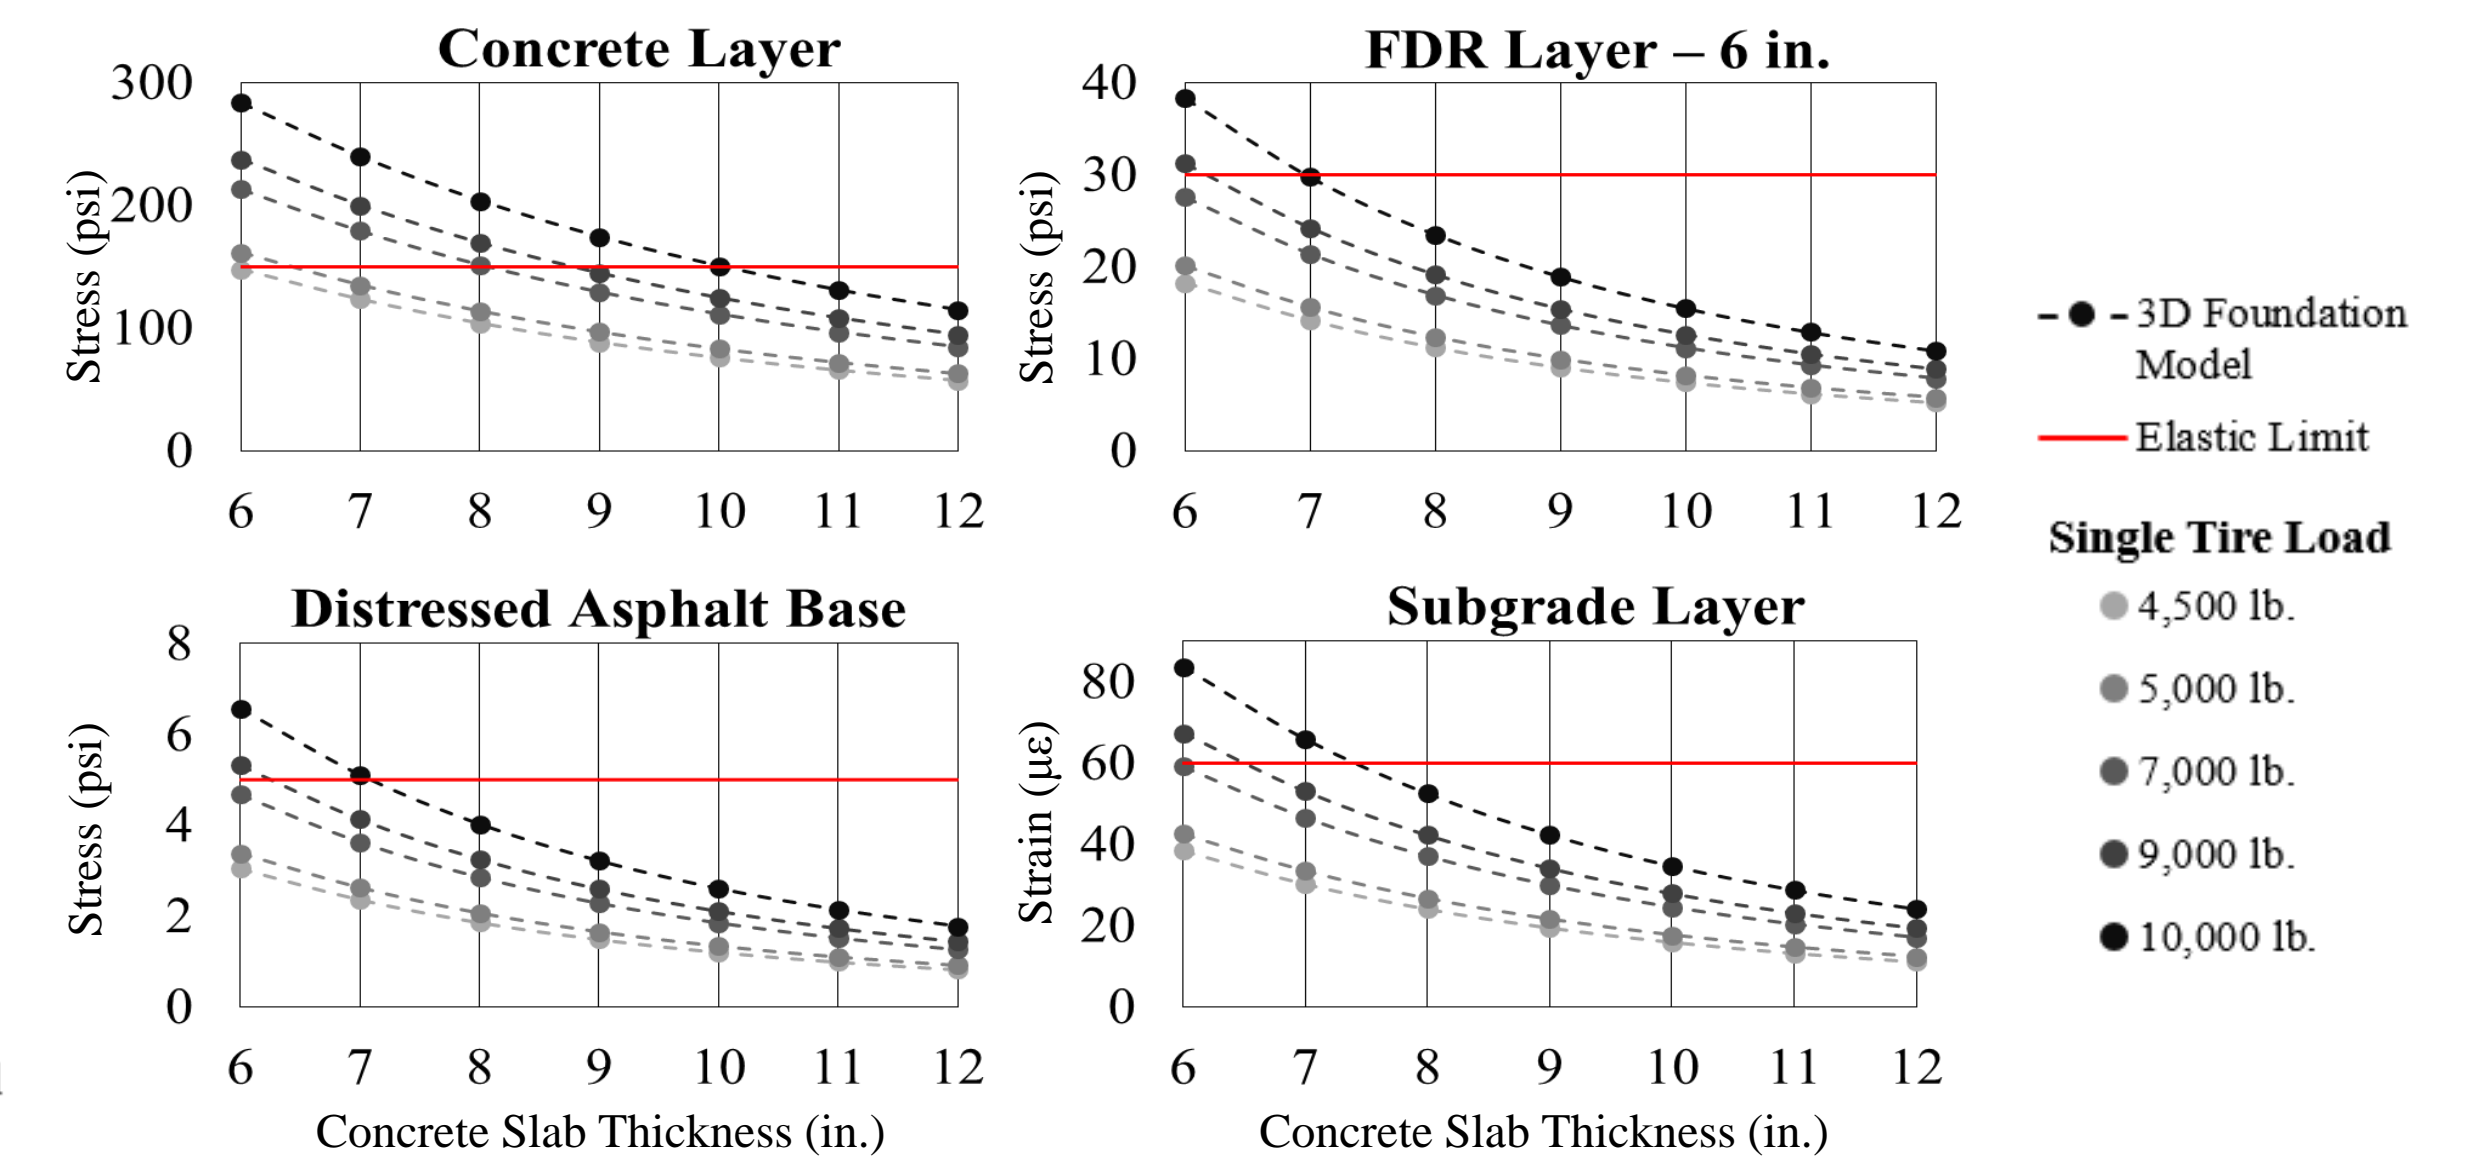 Concrete Layer
300
200
100
0
Stress (psi)
6 7 8 9 10 11 12
FDR Layer – 6 in.
40
30
20
10
0
Stress (psi)
6 7 8 9 10 11 12
Distressed Asphalt Base
8
6
4
2
0
Stress (psi)
6 7 8 9 10 11 12
Concrete Slab Thickness (in.)
Subgrade Layer
80
60
40
20
0
Strain (με)
6 7 8 9 10 11 12
Concrete Slab Thickness (in.)
3D Foundation
Model
Elastic Limit
Single Tire Load
4,500 lb.
5,000 lb.
7,000 lb.
9,000 lb.
10,000 lb.